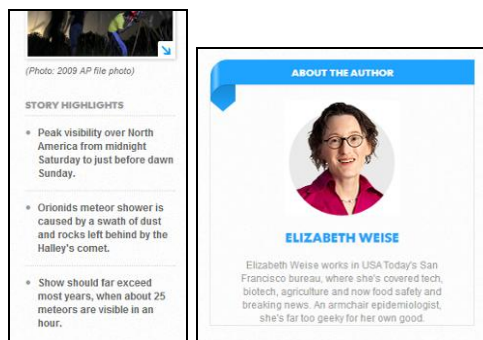 (Photo: 2009 AP file photo)
STORY HIGHLIGHTS
Peak visibility over North
America from midnight
Saturday to just before dawn
Sunday.
Orionids meteor shower is
caused by a swath of dust
and rocks left behind by the
Halley's comet.
Show should far exceed
most years, when about 25
meteors are visible in an
hour.
ABOUT THE AUTHOR
ELIZABETH WEISE
Elizabeth Weise works in USA Today's San
Francisco bureau, where she's covered tech,
biotech, agriculture and now food safety and
breaking news. An armchair epidemiologist,
she's far too geeky for her own good.